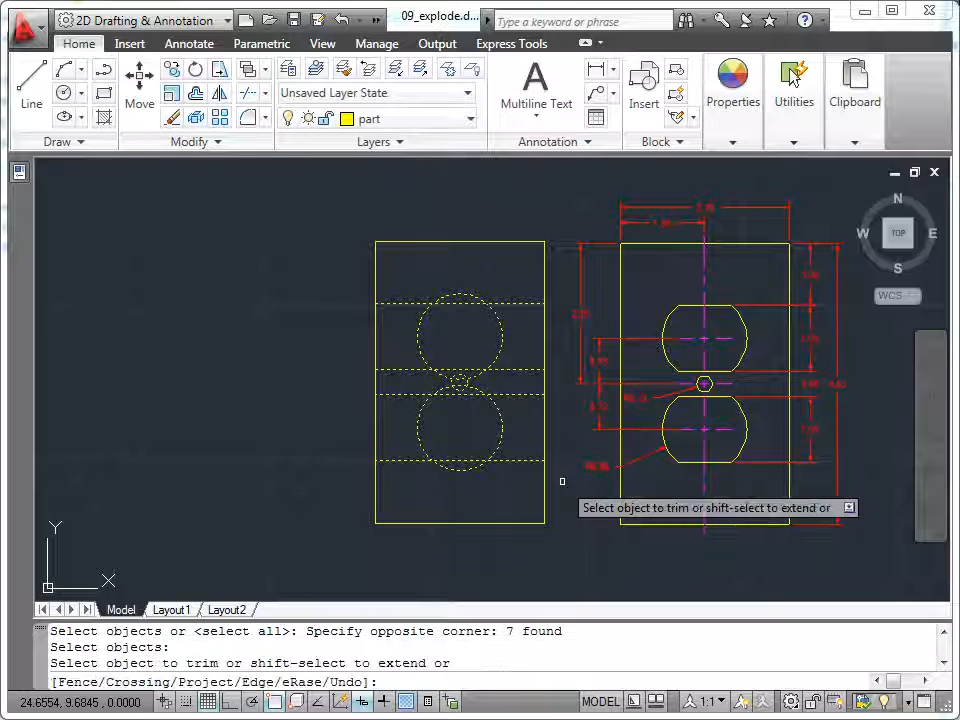 2D Drafting & Annotation
09_explode.d...
Type a keyword or phrase
Home Insert Annotate Parametric View Manage Output Express Tools
Line
Move
Unsaved Layer State
part
Multiline Text
Insert
Properties
Utilities
Clipboard
Draw
Modify
Layers
Annotation
Block
N
W TOP E
S
WCS
Select object to trim or shift-select to extend or
Y
X
Model Layout1 Layout2
Select objects or <select all>: Specify opposite corner: 7 found
Select objects:
Select object to trim or shift-select to extend or
[Fence/Crossing/Project/Edge/eRase/Undo]:
24.6554, 9.6845, 0.0000
MODEL
1:1